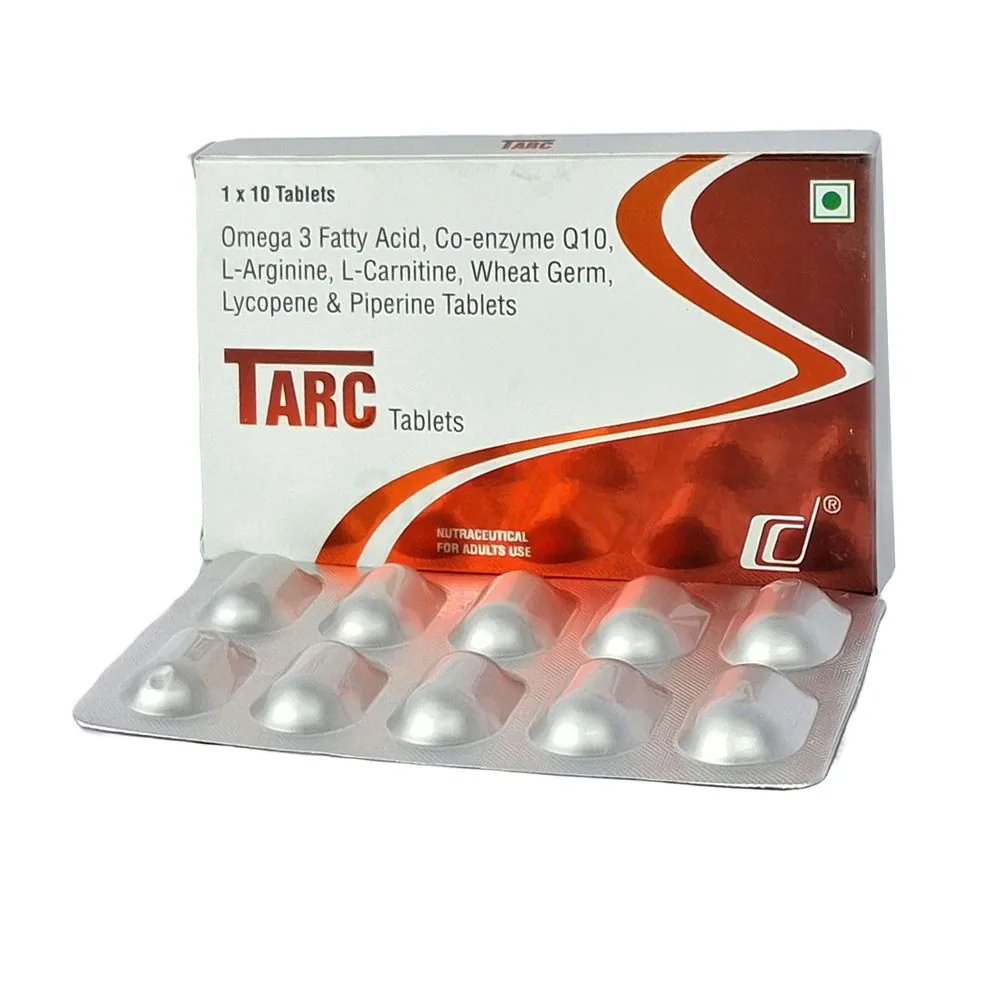 TARC
1 x 10 Tablets
Omega 3 Fatty Acid, Co-enzyme Q10,
L-Arginine, L-Carnitine, Wheat Germ,
Lycopene & Piperine Tablets
TARC Tablets
NUTRACEUTICAL
FOR ADULTS USE
®